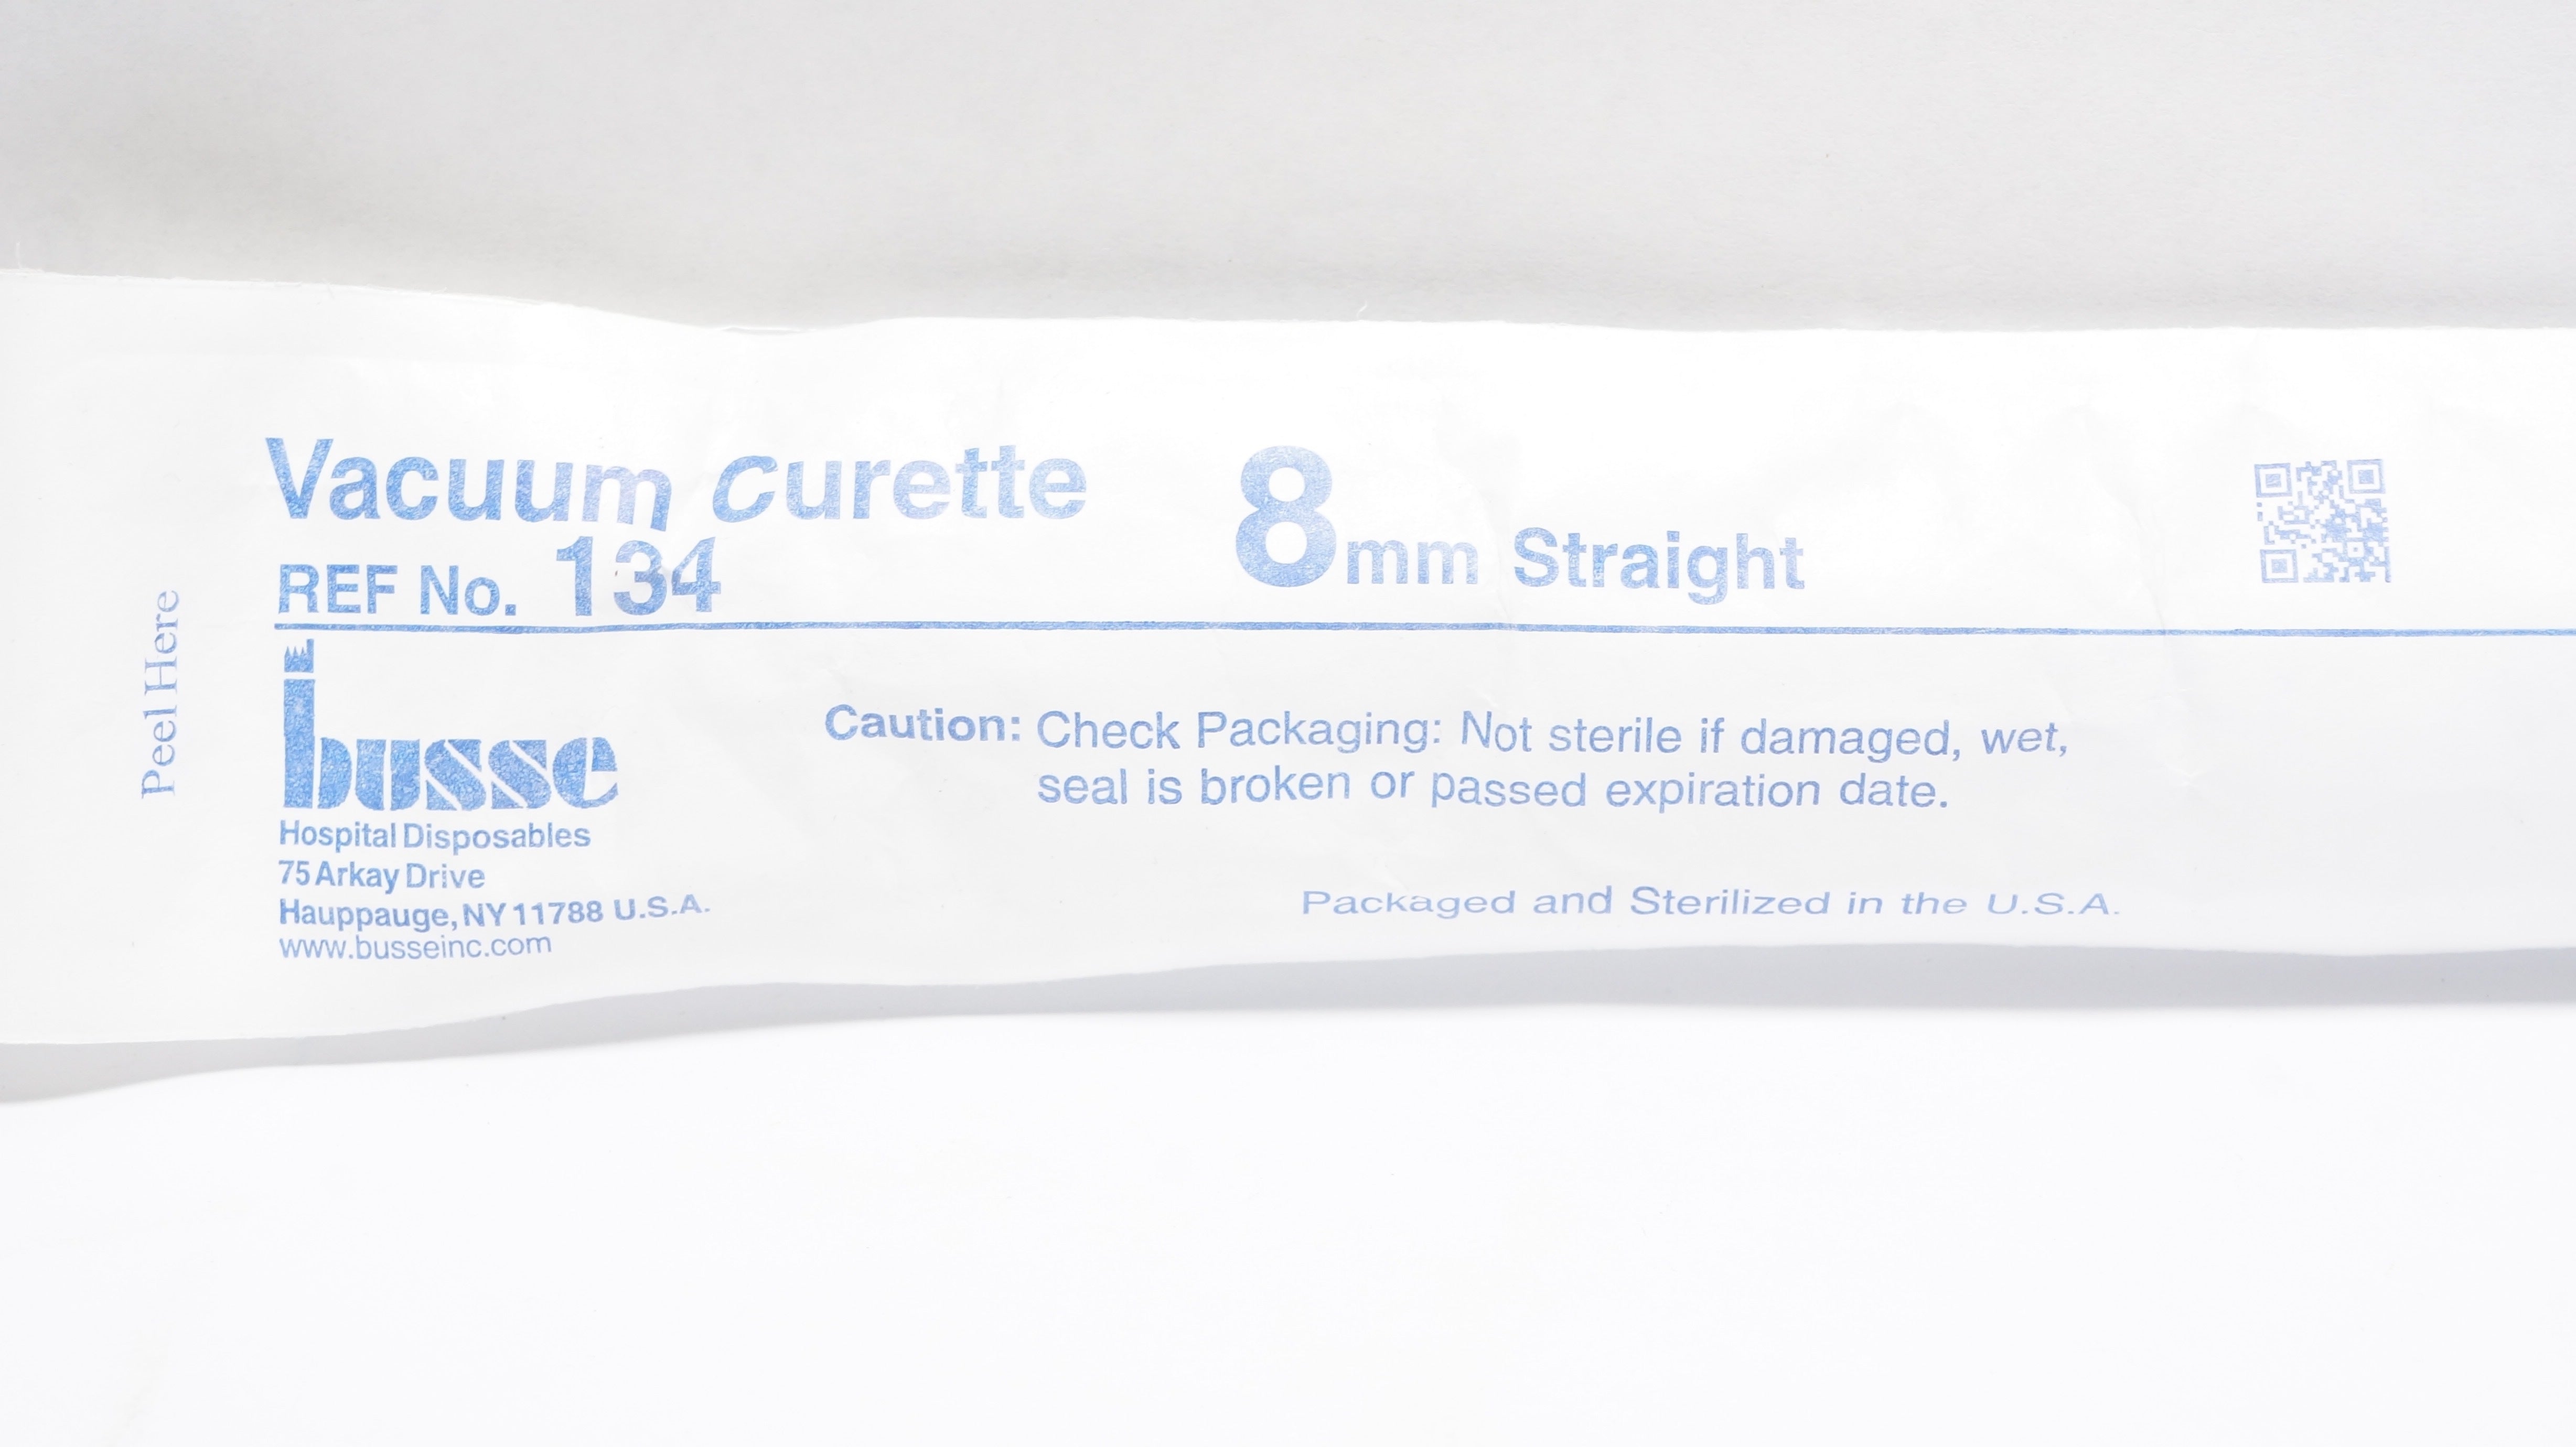 Vacuum Curette
8mm Straight
REF No. 134
Peel Here
busse
Hospital Disposables
75 Arkay Drive
Hauppauge, NY 11788 U.S.A.
www.busseinc.com
Caution: Check Packaging: Not sterile if damaged, wet,
seal is broken or passed expiration date.
Packaged and Sterilized in the U.S.A.